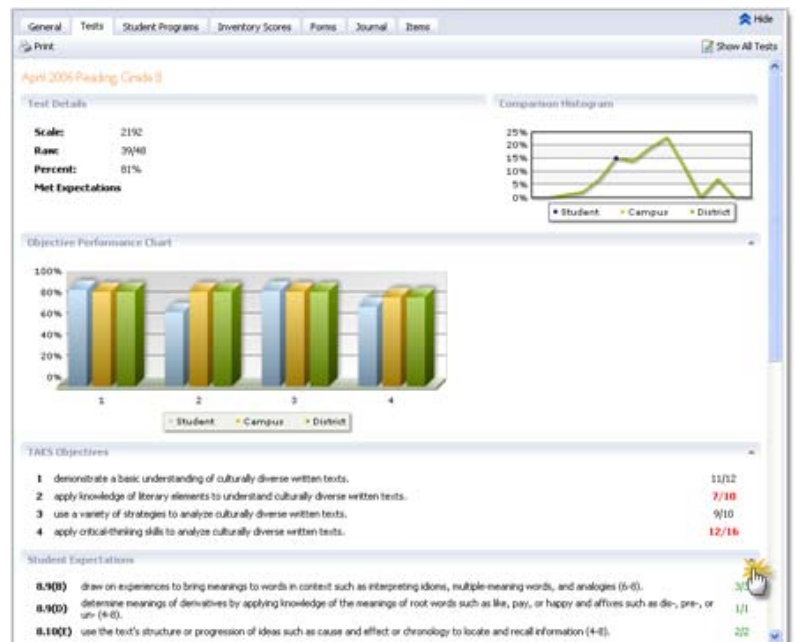 General Tests Student Programs Inventory Scores Forms Journal Items
Hide
Print
Show All Tests
April 2006 Reading, Grade 8
Test Details
Comparison Histogram
Scale: 2192
Raw: 39/48
Percent: 81%
Met Expectations
25%
20%
15%
10%
5%
0%
Student Campus District
Objective Performance Chart
100%
80%
60%
40%
20%
0%
1 2 3 4
Student Campus District
TAKS Objectives
1 demonstrate a basic understanding of culturally diverse written texts. 11/12
2 apply knowledge of literary elements to understand culturally diverse written texts. 7/10
3 use a variety of strategies to analyze culturally diverse written texts. 9/10
4 apply critical-thinking skills to analyze culturally diverse written texts. 12/16
Student Expectations
8.9(B) draw on experiences to bring meanings to words in context such as interpreting idioms, multiple-meaning words, and analogies (6-8).
8.9(D) determine meanings of derivatives by applying knowledge of the meanings of root words such as like, pay, or happy and affixes such as dis-, pre-, or
un- (4-8). 1/1
8.10(E) use the text's structure or progression of ideas such as cause and effect or chronology to locate and recall information (4-8). 2/2